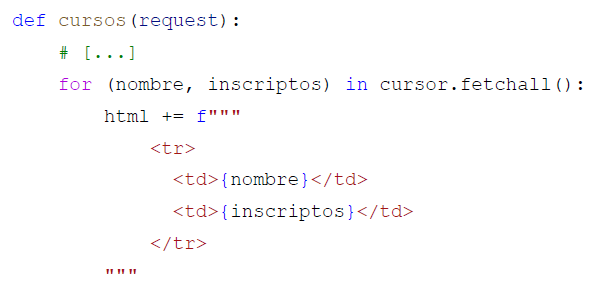 def cursos(request):
    # [...]
    for (nombre, inscriptos) in cursor.fetchall():
        html += f"""
            <tr>
              <td>{nombre}</td>
              <td>{inscriptos}</td>
            </tr>
        """